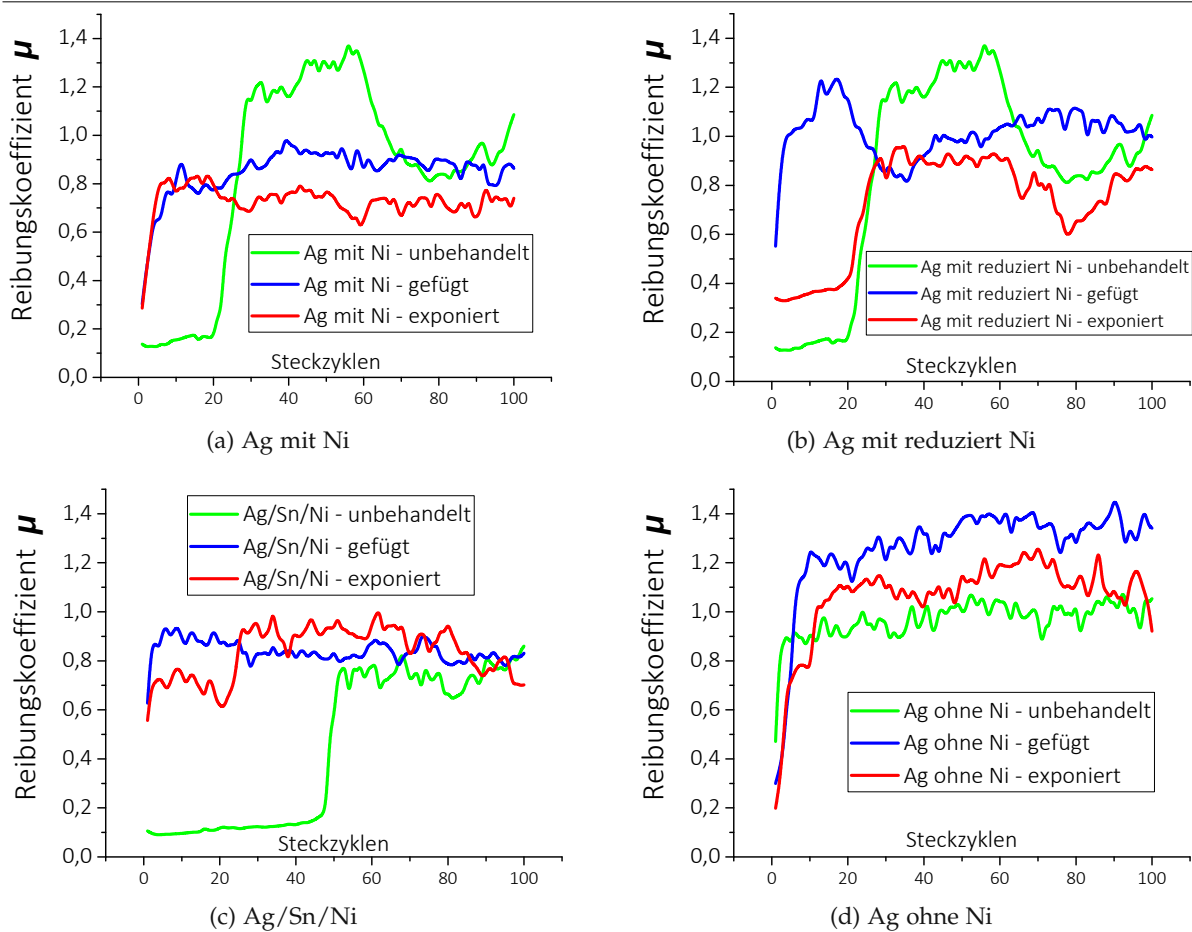 Reibungskoeffizient μ
1,4
1,2
1,0
0,8
0,6
0,4
0,2
0,0
Ag mit Ni - unbehandelt
Ag mit Ni - gefügt
Ag mit Ni - exponiert
Steckzyklen
0 20 40 60 80 100
(a) Ag mit Ni
Reibungskoeffizient μ
1,4
1,2
1,0
0,8
0,6
0,4
0,2
0,0
Ag mit reduziert Ni - unbehandelt
Ag mit reduziert Ni - gefügt
Ag mit reduziert Ni - exponiert
Steckzyklen
0 20 40 60 80 100
(b) Ag mit reduziert Ni
Reibungskoeffizient μ
1,4
1,2
1,0
0,8
0,6
0,4
0,2
0,0
Ag/Sn/Ni - unbehandelt
Ag/Sn/Ni - gefügt
Ag/Sn/Ni - exponiert
Steckzyklen
0 20 40 60 80 100
(c) Ag/Sn/Ni
Reibungskoeffizient μ
1,4
1,2
1,0
0,8
0,6
0,4
0,2
0,0
Ag ohne Ni - unbehandelt
Ag ohne Ni - gefügt
Ag ohne Ni - exponiert
Steckzyklen
0 20 40 60 80 100
(d) Ag ohne Ni